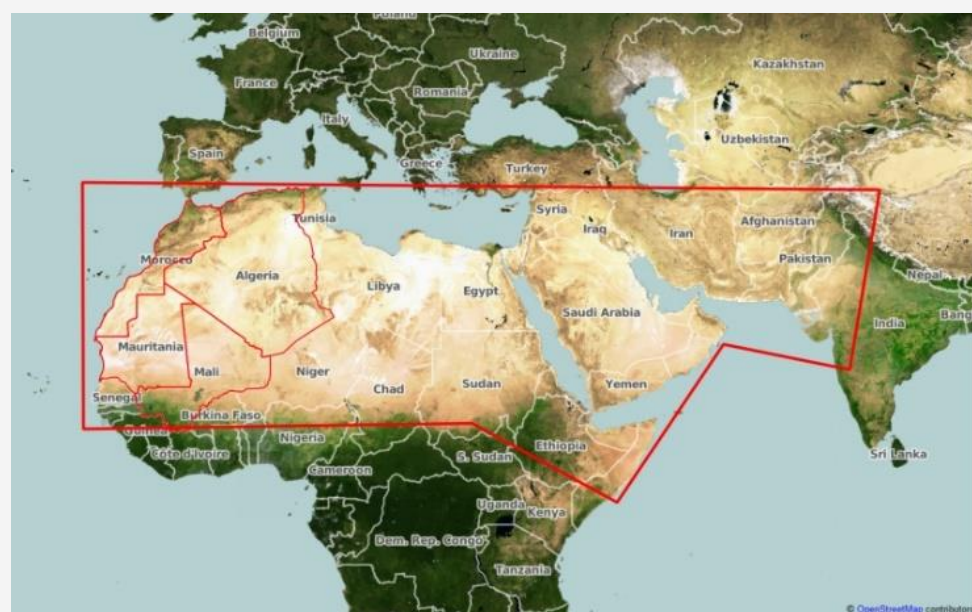 Poland
Belgium
Ukraine
Kazakhstan
France
Romania
Italy
Uzbekistan
Spain
Greece
Turkey
Tunisia
Syria
Afghanistan
Iraq
Iran
Morocco
Pakistan
Algeria
Nepal
Libya
Egypt
Saudi Arabia
Bang
India
Mauritania
Mali
Niger
Chad
Sudan
Yemen
Senegal
Burkina Faso
Guinea
Nigeria
Ethiopia
Côte d'Ivoire
S. Sudan
Sri Lanka
Cameroon
Uganda
Kenya
Dem. Rep. Congo
Tanzania
© OpenStreetMap contributors